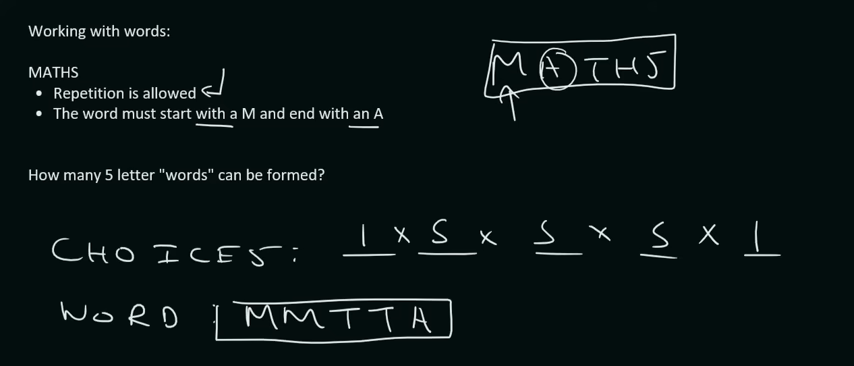 Working with words:
MATHS
MATHS
• Repetition is allowed
• The word must start with a M and end with an A
How many 5 letter "words" can be formed?
CHOICES: 1 × 5 × 5 × 5 × 1
WORD : MMTTA